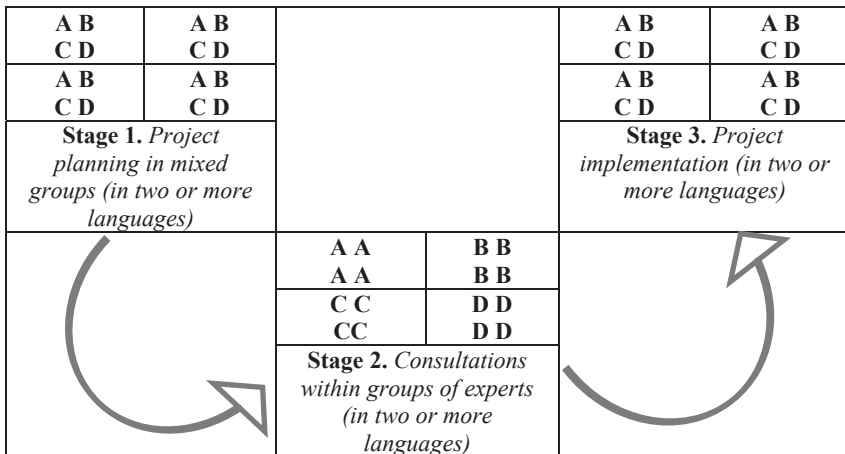 A B
C D
A B
C D
A B
C D
A B
C D
Stage 1. Project
planning in mixed
groups (in two or more
languages)
A A
A A
B B
B B
C C
CC
D D
D D
Stage 2. Consultations
within groups of experts
(in two or more
languages)
A B
C D
A B
C D
A B
C D
A B
C D
Stage 3. Project
implementation (in two or
more languages)